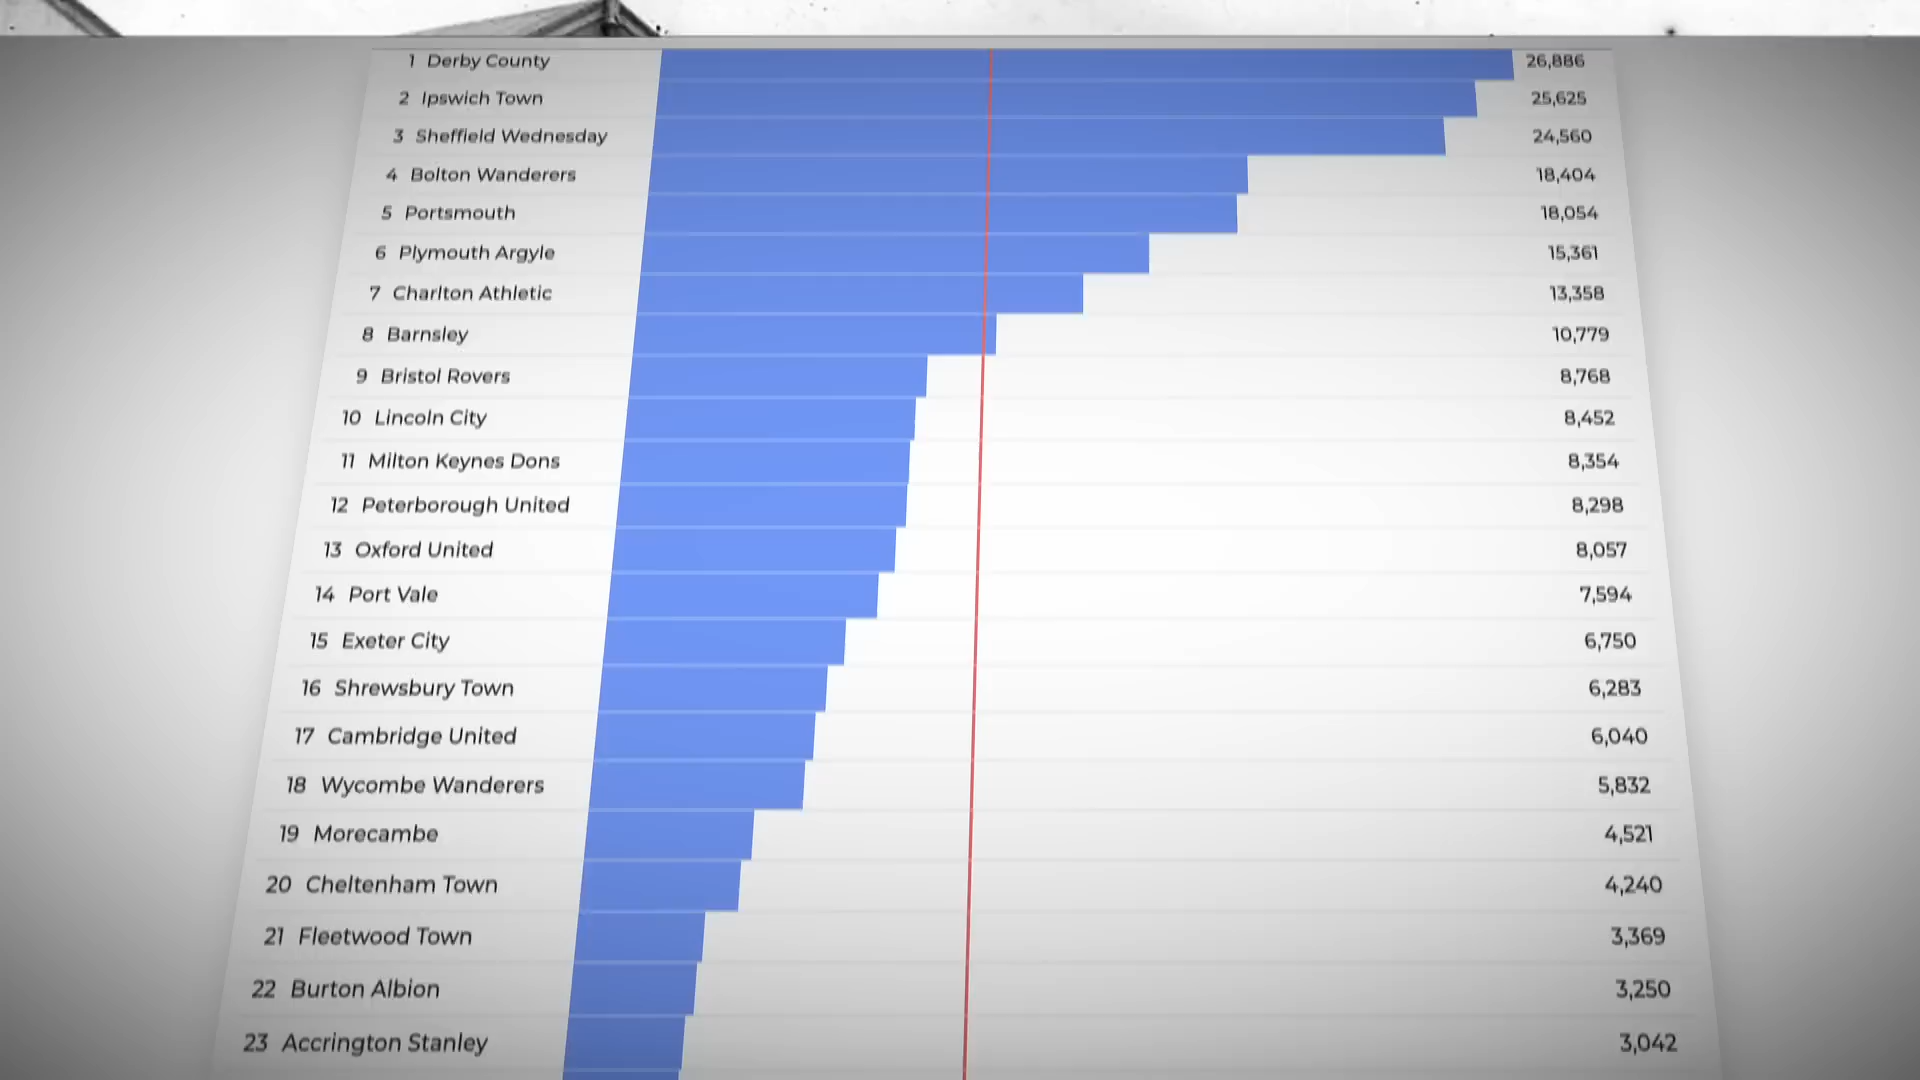 1 Derby County 26,886
2 Ipswich Town 25,625
3 Sheffield Wednesday 24,560
4 Bolton Wanderers 18,404
5 Portsmouth 18,054
6 Plymouth Argyle 15,361
7 Charlton Athletic 13,358
8 Barnsley 10,779
9 Bristol Rovers 8,768
10 Lincoln City 8,452
11 Milton Keynes Dons 8,354
12 Peterborough United 8,298
13 Oxford United 8,057
14 Port Vale 7,594
15 Exeter City 6,750
16 Shrewsbury Town 6,283
17 Cambridge United 6,040
18 Wycombe Wanderers 5,832
19 Morecambe 4,521
20 Cheltenham Town 4,240
21 Fleetwood Town 3,369
22 Burton Albion 3,250
23 Accrington Stanley 3,042